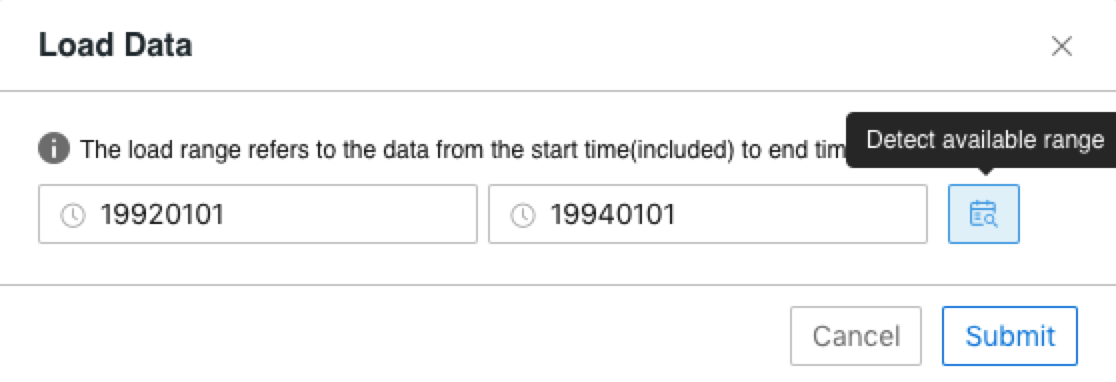 Load Data
Detect available range
The load range refers to the data from the start time(included) to end tim
19920101
19940101
Cancel
Submit